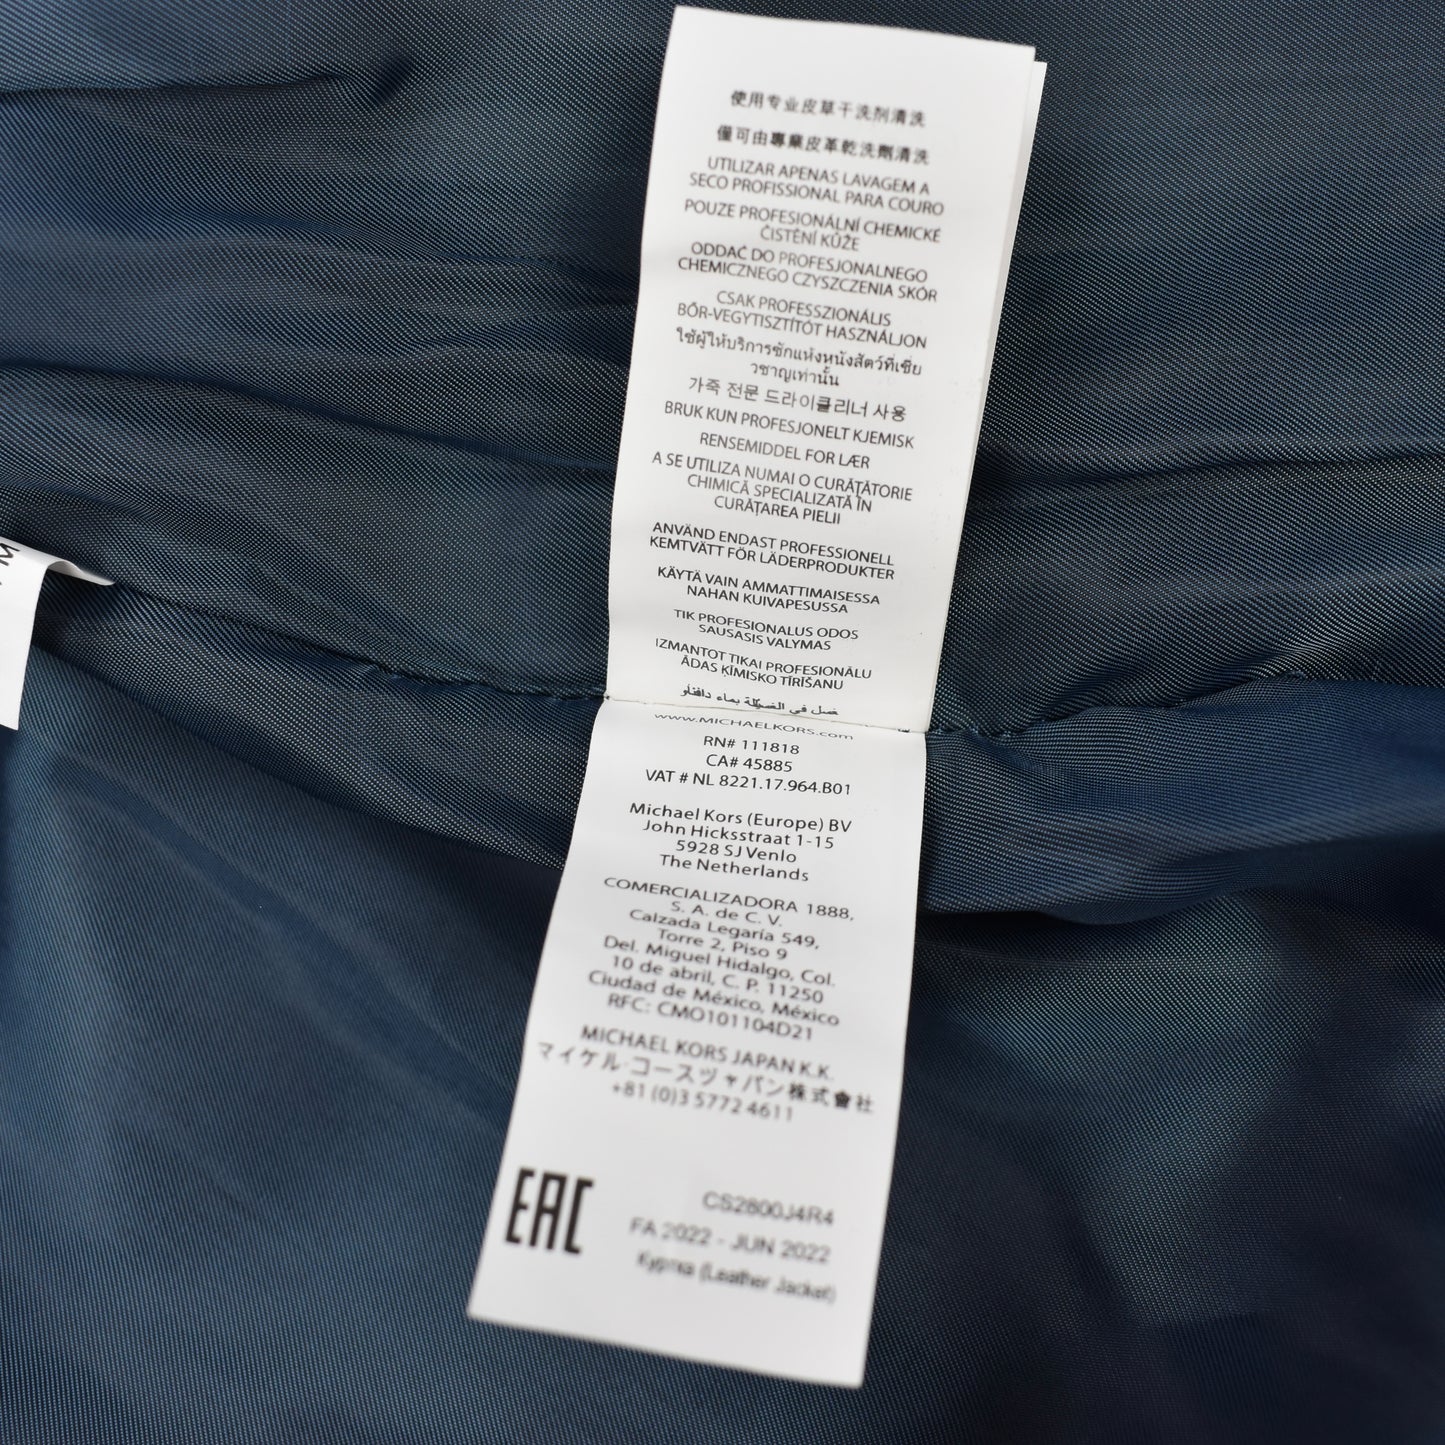 使用专业皮草干洗剂清洗
僅可由專業皮革乾洗劑清洗
UTILIZAR APENAS LAVAGEM A
SECO PROFISSIONAL PARA COURO
POUZE PROFESIONÁLNÍ CHEMICKÉ
ČISTĚNÍ KŮŽE
ODDAĆ DO PROFESJONALNEGO
CHEMICZNEGO CZYSZCZENIA SKÓR
CSAK PROFESSZIONÁLIS
BŐR-VEGYTISZTÍTÓT HASZNÁLJON
ใช้ผู้ให้บริการซักแห้งหนังสัตว์ที่เชี่ย
วชาญเท่านั้น
가죽 전문 드라이클리너 사용
BRUK KUN PROFESJONELT KJEMISK
RENSEMIDDEL FOR LÆR
A SE UTILIZA NUMAI O CURĂȚĂTORIE
CHIMICĂ SPECIALIZATĂ ÎN
CURĂȚAREA PIELII
ANVÄND ENDAST PROFESSIONELL
KEMTVÄTT FÖR LÄDERPRODUKTER
KÄYTÄ VAIN AMMATTIMAISESSA
NAHAN KUIVAPESUSSA
TIK PROFESIONALUS ODOS
SAUSASIS VALYMAS
IZMANTOT TIKAI PROFESIONĀLU
ĀDAS ĶĪMISKO TĪRĪŠANU
في بماء
www.MICHAELKORS.com
RN# 111818
CA# 45885
VAT # NL 8221.17.964.B01
Michael Kors (Europe) BV
John Hicksstraat 1-15
5928 SJ Venlo
The Netherlands
COMERCIALIZADORA 1888,
S. A. de C. V.
Calzada Legaría 549,
Torre 2, Piso 9
Del. Miguel Hidalgo, Col.
10 de abril, C. P. 11250
Ciudad de México, México
RFC: CMO101104D21
MICHAEL KORS JAPAN K.K.
マイケル·コースジャパン株式會社
+81 (0)3 5772 4611
EAC
CS2800J4R4
FA 2022 - JUN 2022
Куртка (Leather Jacket)